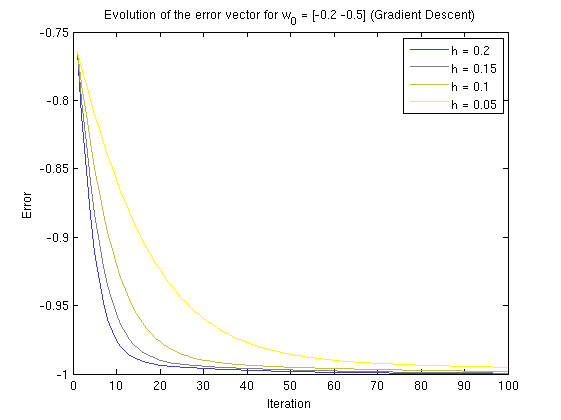 Evolution of the error vector for w0 = [-0.2 -0.5] (Gradient Descent)
-0.75
-0.8
-0.85
-0.9
-0.95
-1
Error
h = 0.2
h = 0.15
h = 0.1
h = 0.05
0 10 20 30 40 50 60 70 80 90 100
Iteration